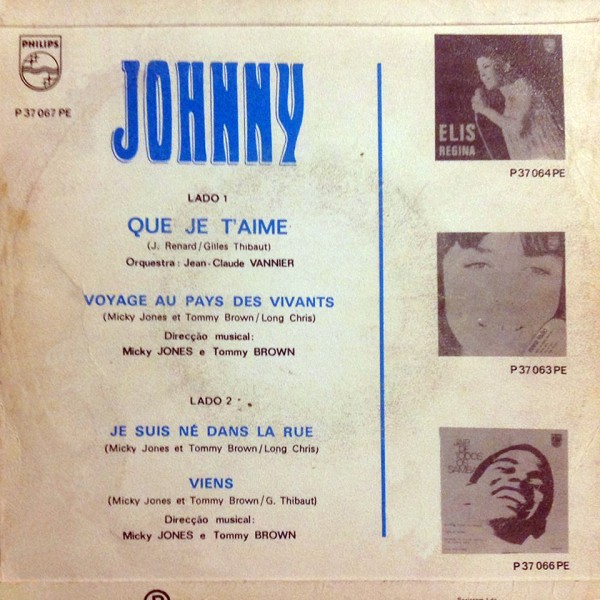 PHILIPS
P 37 067 PE
JOHNNY
LADO 1
QUE JE T'AIME
(J. Renard/Gilles Thibaut)
Orquestra: Jean-Claude VANNIER
VOYAGE AU PAYS DES VIVANTS
(Micky Jones et Tommy Brown/Long Chris)
Direcção musical:
Micky JONES e Tommy BROWN
LADO 2
JE SUIS NÉ DANS LA RUE
(Micky Jones et Tommy Brown/Long Chris)
VIENS
(Micky Jones et Tommy Brown/G. Thibaut)
Direcção musical:
Micky JONES e Tommy BROWN
ELIS
REGINA
P 37 064 PE
P 37 063 PE
TODOS
SAMBA
P 37 066 PE